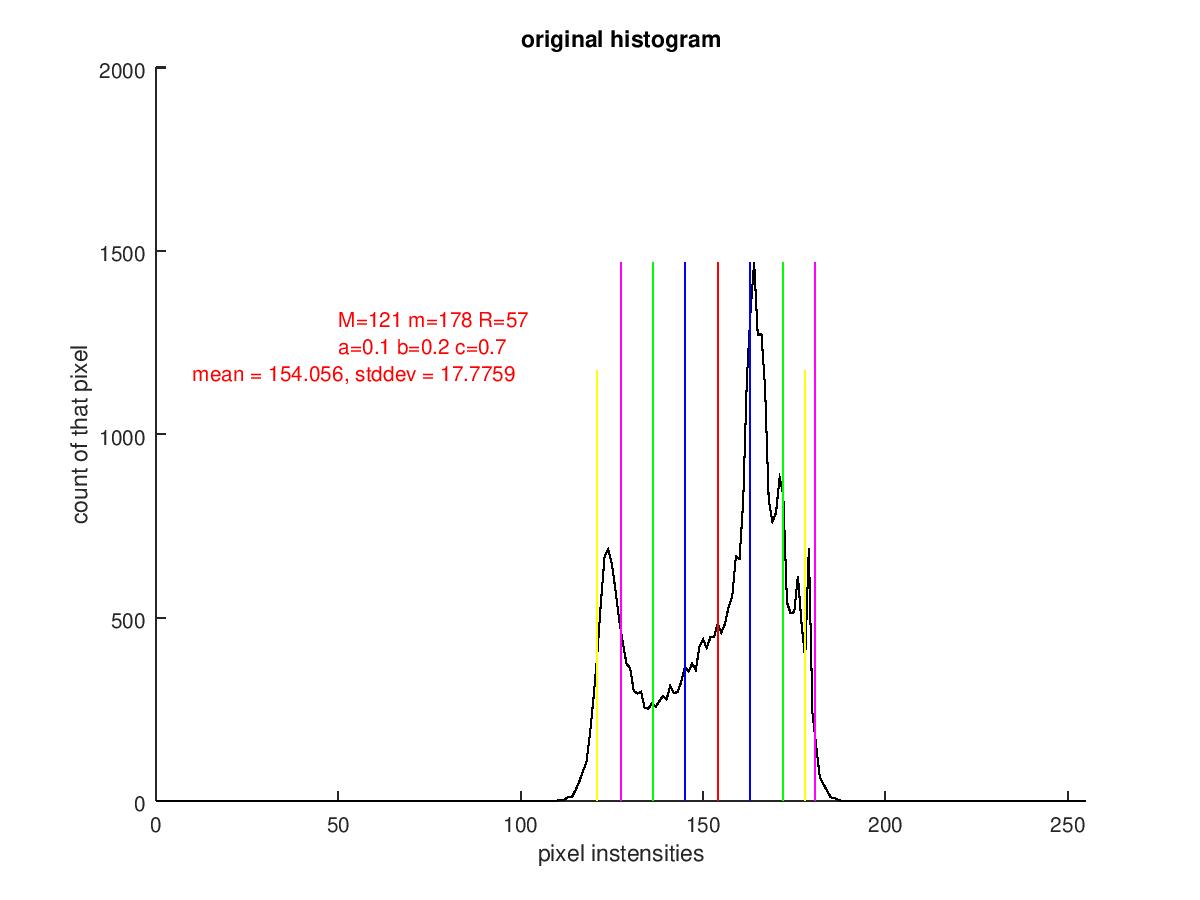 original histogram
2000
1500
1000
500
0
M=121 m=178 R=57
a=0.1 b=0.2 c=0.7
mean = 154.056, stddev = 17.7759
count of that pixel
0 50 100 150 200 250
pixel instensities